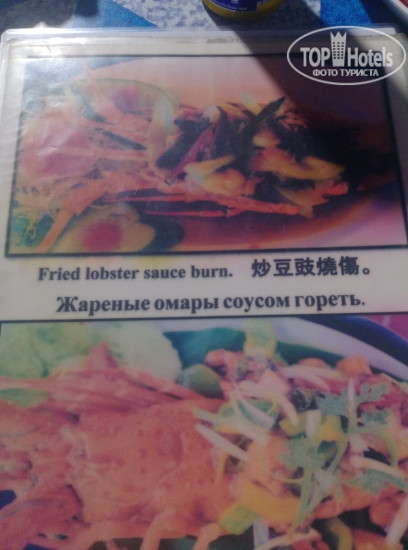 TOP Hotels
ФОТО ТУРИСТА
Fried lobster sauce burn. 炒豆豉燒傷。
Жареные омары соусом гореть.